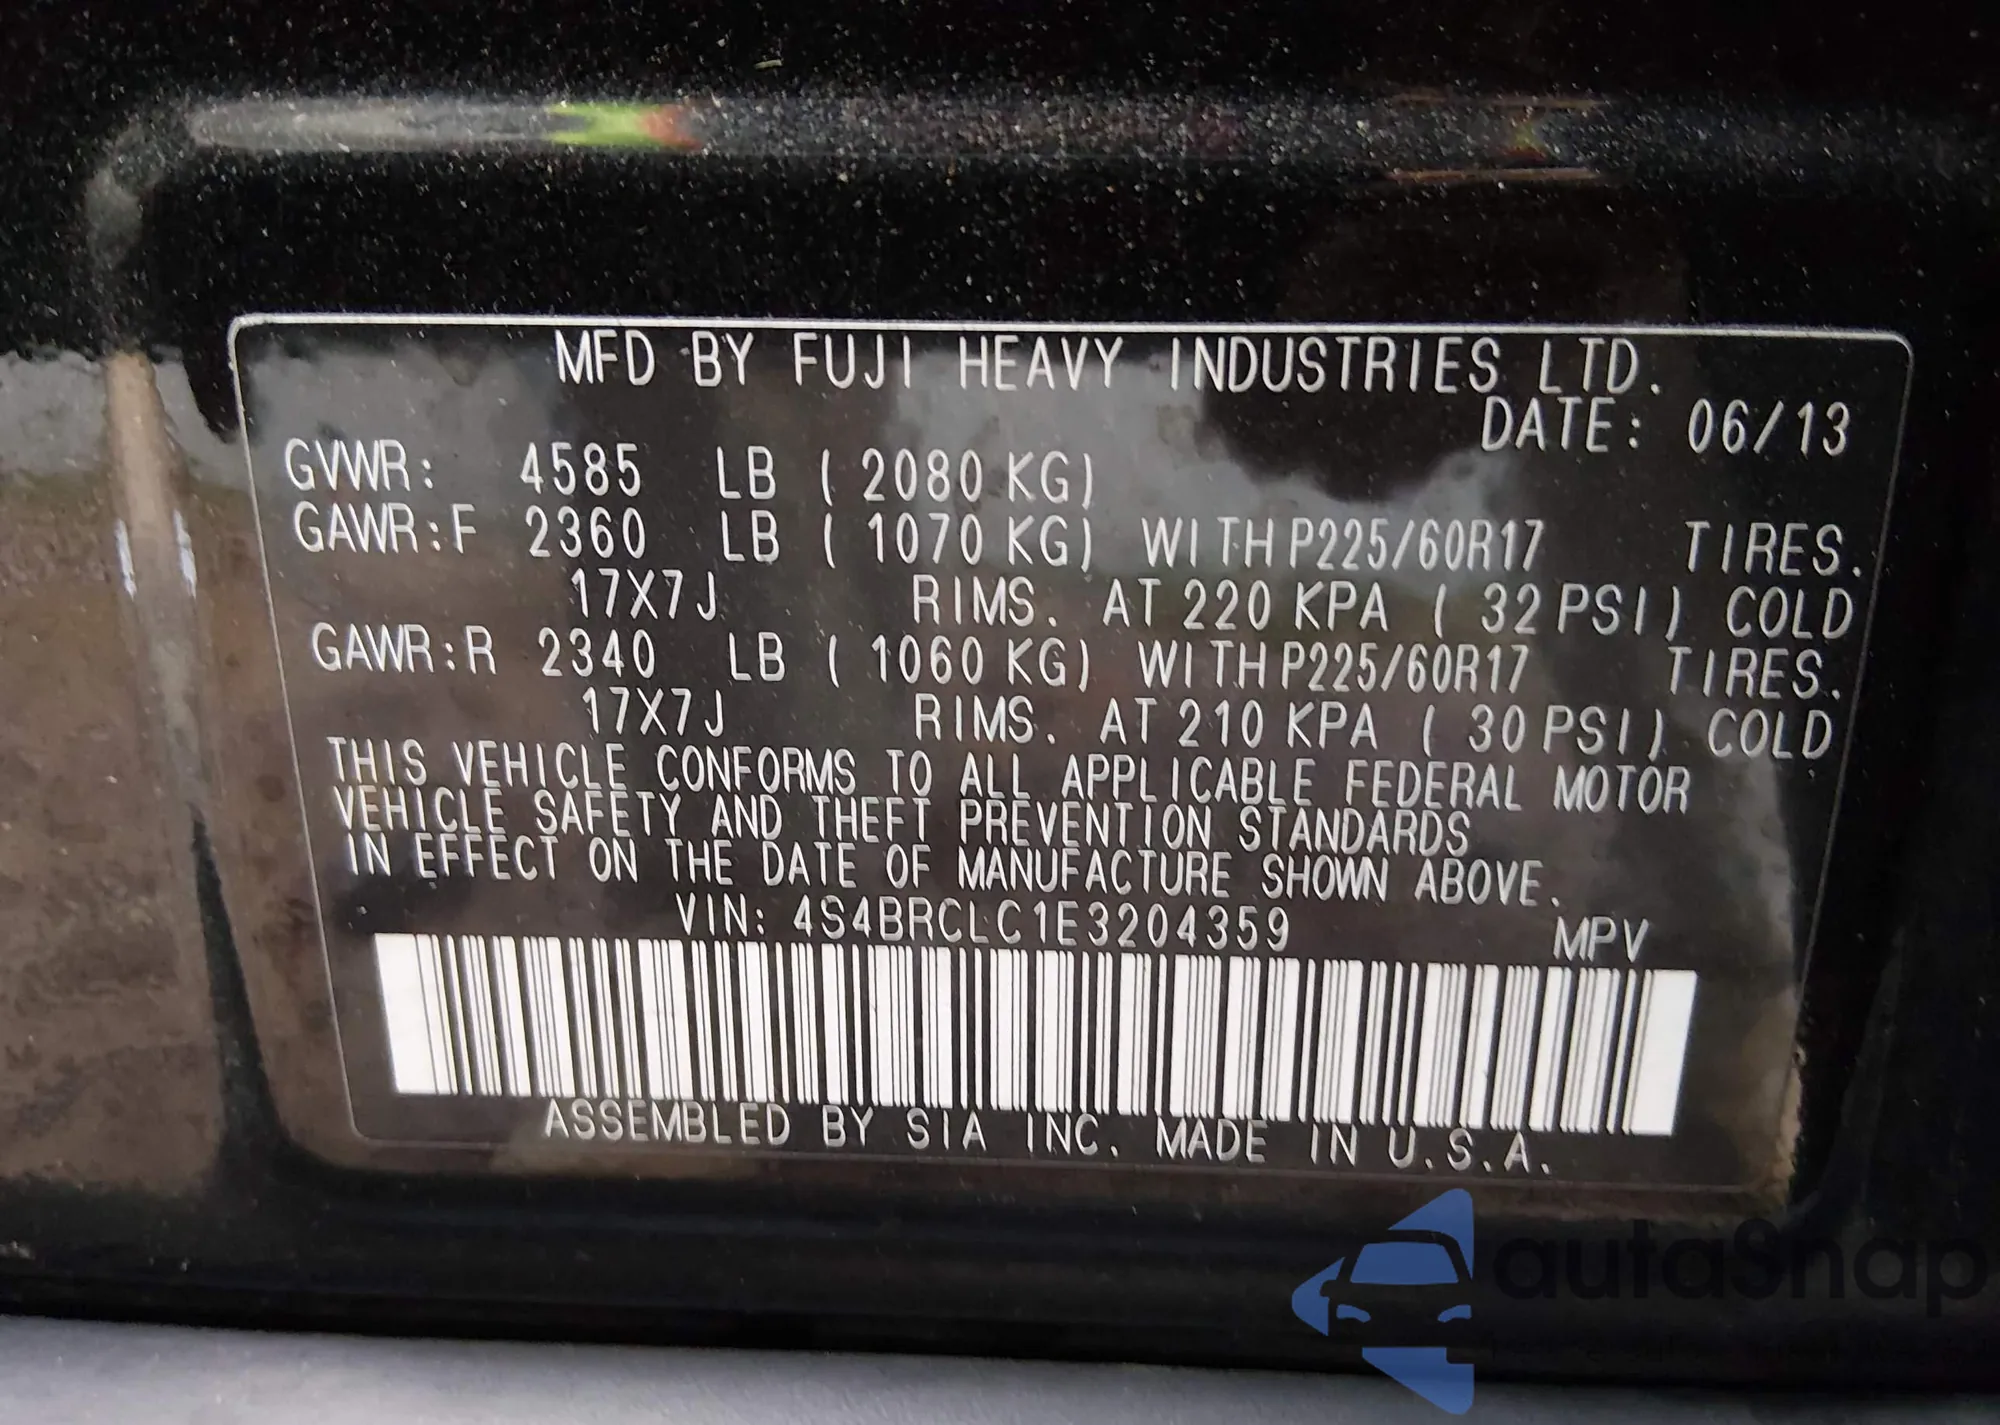 MFD BY FUJI HEAVY INDUSTRIES LTD.
DATE: 06/13
GVWR: 4585 LB ( 2080 KG)
GAWR:F 2360 LB ( 1070 KG) WITH P225/60R17 TIRES.
17X7J RIMS. AT 220 KPA ( 32 PSI) COLD
GAWR:R 2340 LB ( 1060 KG) WITH P225/60R17 TIRES.
17X7J RIMS. AT 210 KPA ( 30 PSI) COLD
THIS VEHICLE CONFORMS TO ALL APPLICABLE FEDERAL MOTOR
VEHICLE SAFETY AND THEFT PREVENTION STANDARDS
IN EFFECT ON THE DATE OF MANUFACTURE SHOWN ABOVE.
VIN: 4S4BRCLC1E3204359 MPV
ASSEMBLED BY SIA INC. MADE IN U.S.A.
autaSnap